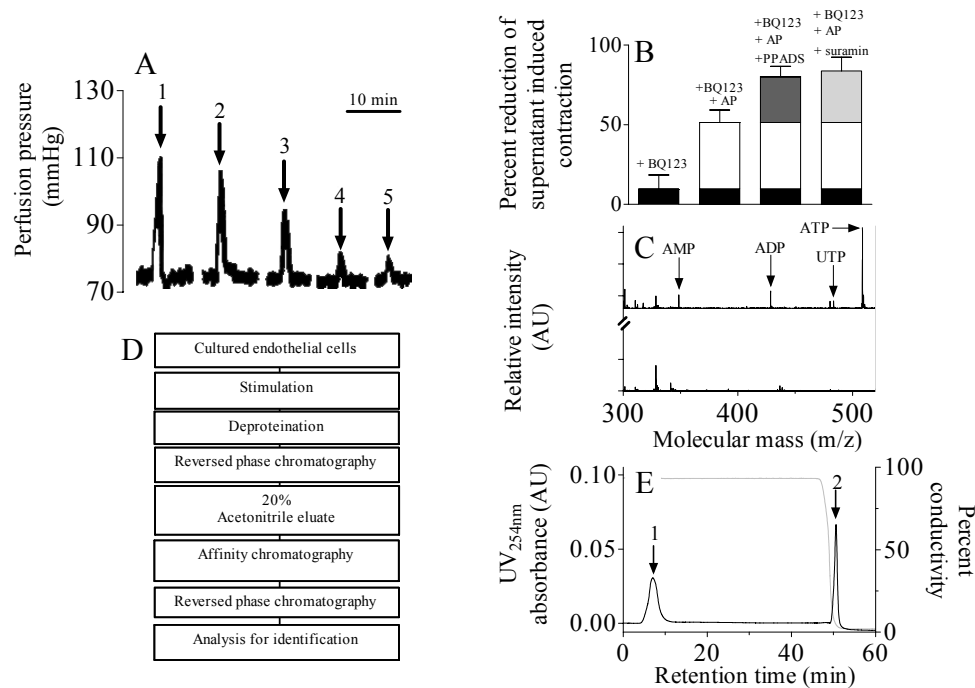 A
Perfusion pressure
(mmHg)
130
110
90
70
1
2
3
4
5
10 min
B
Percent reduction of
supernatant induced
contraction
100
50
0
+ BQ123
+BQ123
+ AP
+BQ123
+ AP
+PPADS
+ BQ123
+ AP
+ suramin
C
Relative intensity
(AU)
AMP
ADP
UTP
ATP
300
400
500
Molecular mass (m/z)
D
Cultured endothelial cells
Stimulation
Deproteination
Reversed phase chromatography
20%
Acetonitrile eluate
Affinity chromatography
Reversed phase chromatography
Analysis for identification
E
UV254nm
absorbance (AU)
0.10
0.05
0.00
1
2
100
50
0
Percent
conductivity
0
20
40
60
Retention time (min)